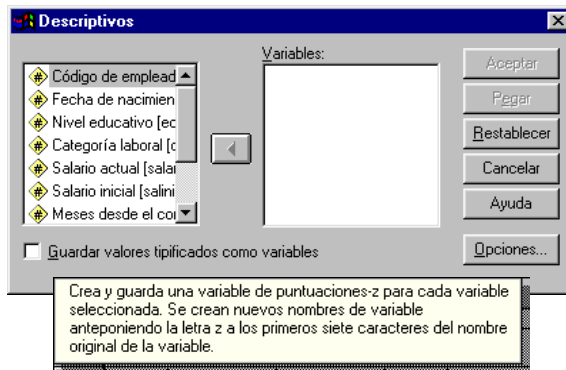 Descriptivos
Variables:
Código de emplead
Fecha de nacimien
Nivel educativo [ec
Categoría laboral [c
Salario actual [salar
Salario inicial [salini
Meses desde el cor
Aceptar
Pegar
Restablecer
Cancelar
Ayuda
Opciones...
Guardar valores tipificados como variables
Crea y guarda una variable de puntuaciones-z para cada variable
seleccionada. Se crean nuevos nombres de variable
anteponiendo la letra z a los primeros siete caracteres del nombre
original de la variable.